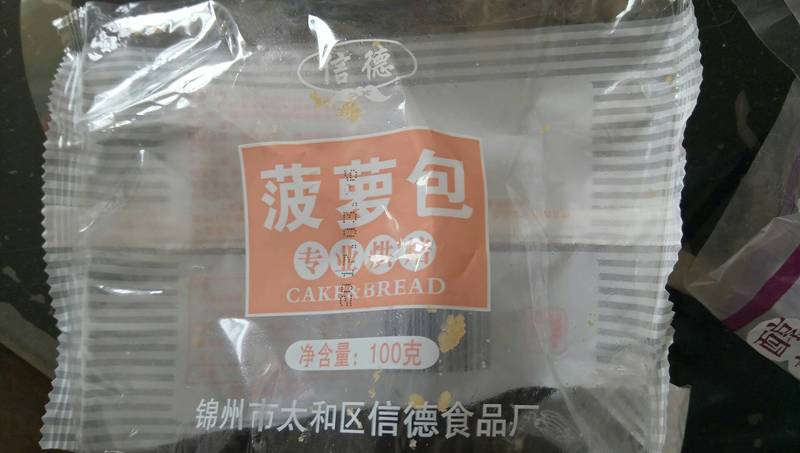 信德
菠萝包
专业烘焙
CAKE&BREAD
净含量：100克
锦州市太和区信德食品厂